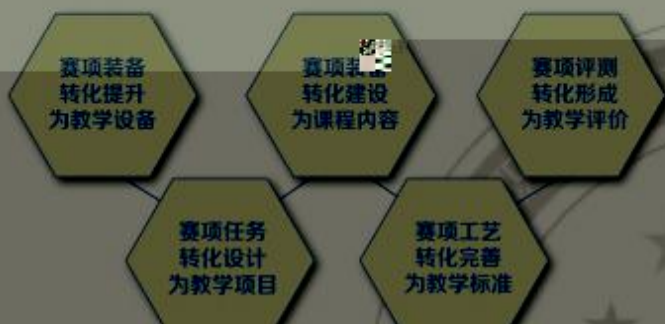 赛项装备
转化提升
为教学设备
赛项装备
转化建设
为课程内容
赛项评测
转化形成
为教学评价
赛项任务
转化设计
为教学项目
赛项工艺
转化完善
为教学标准